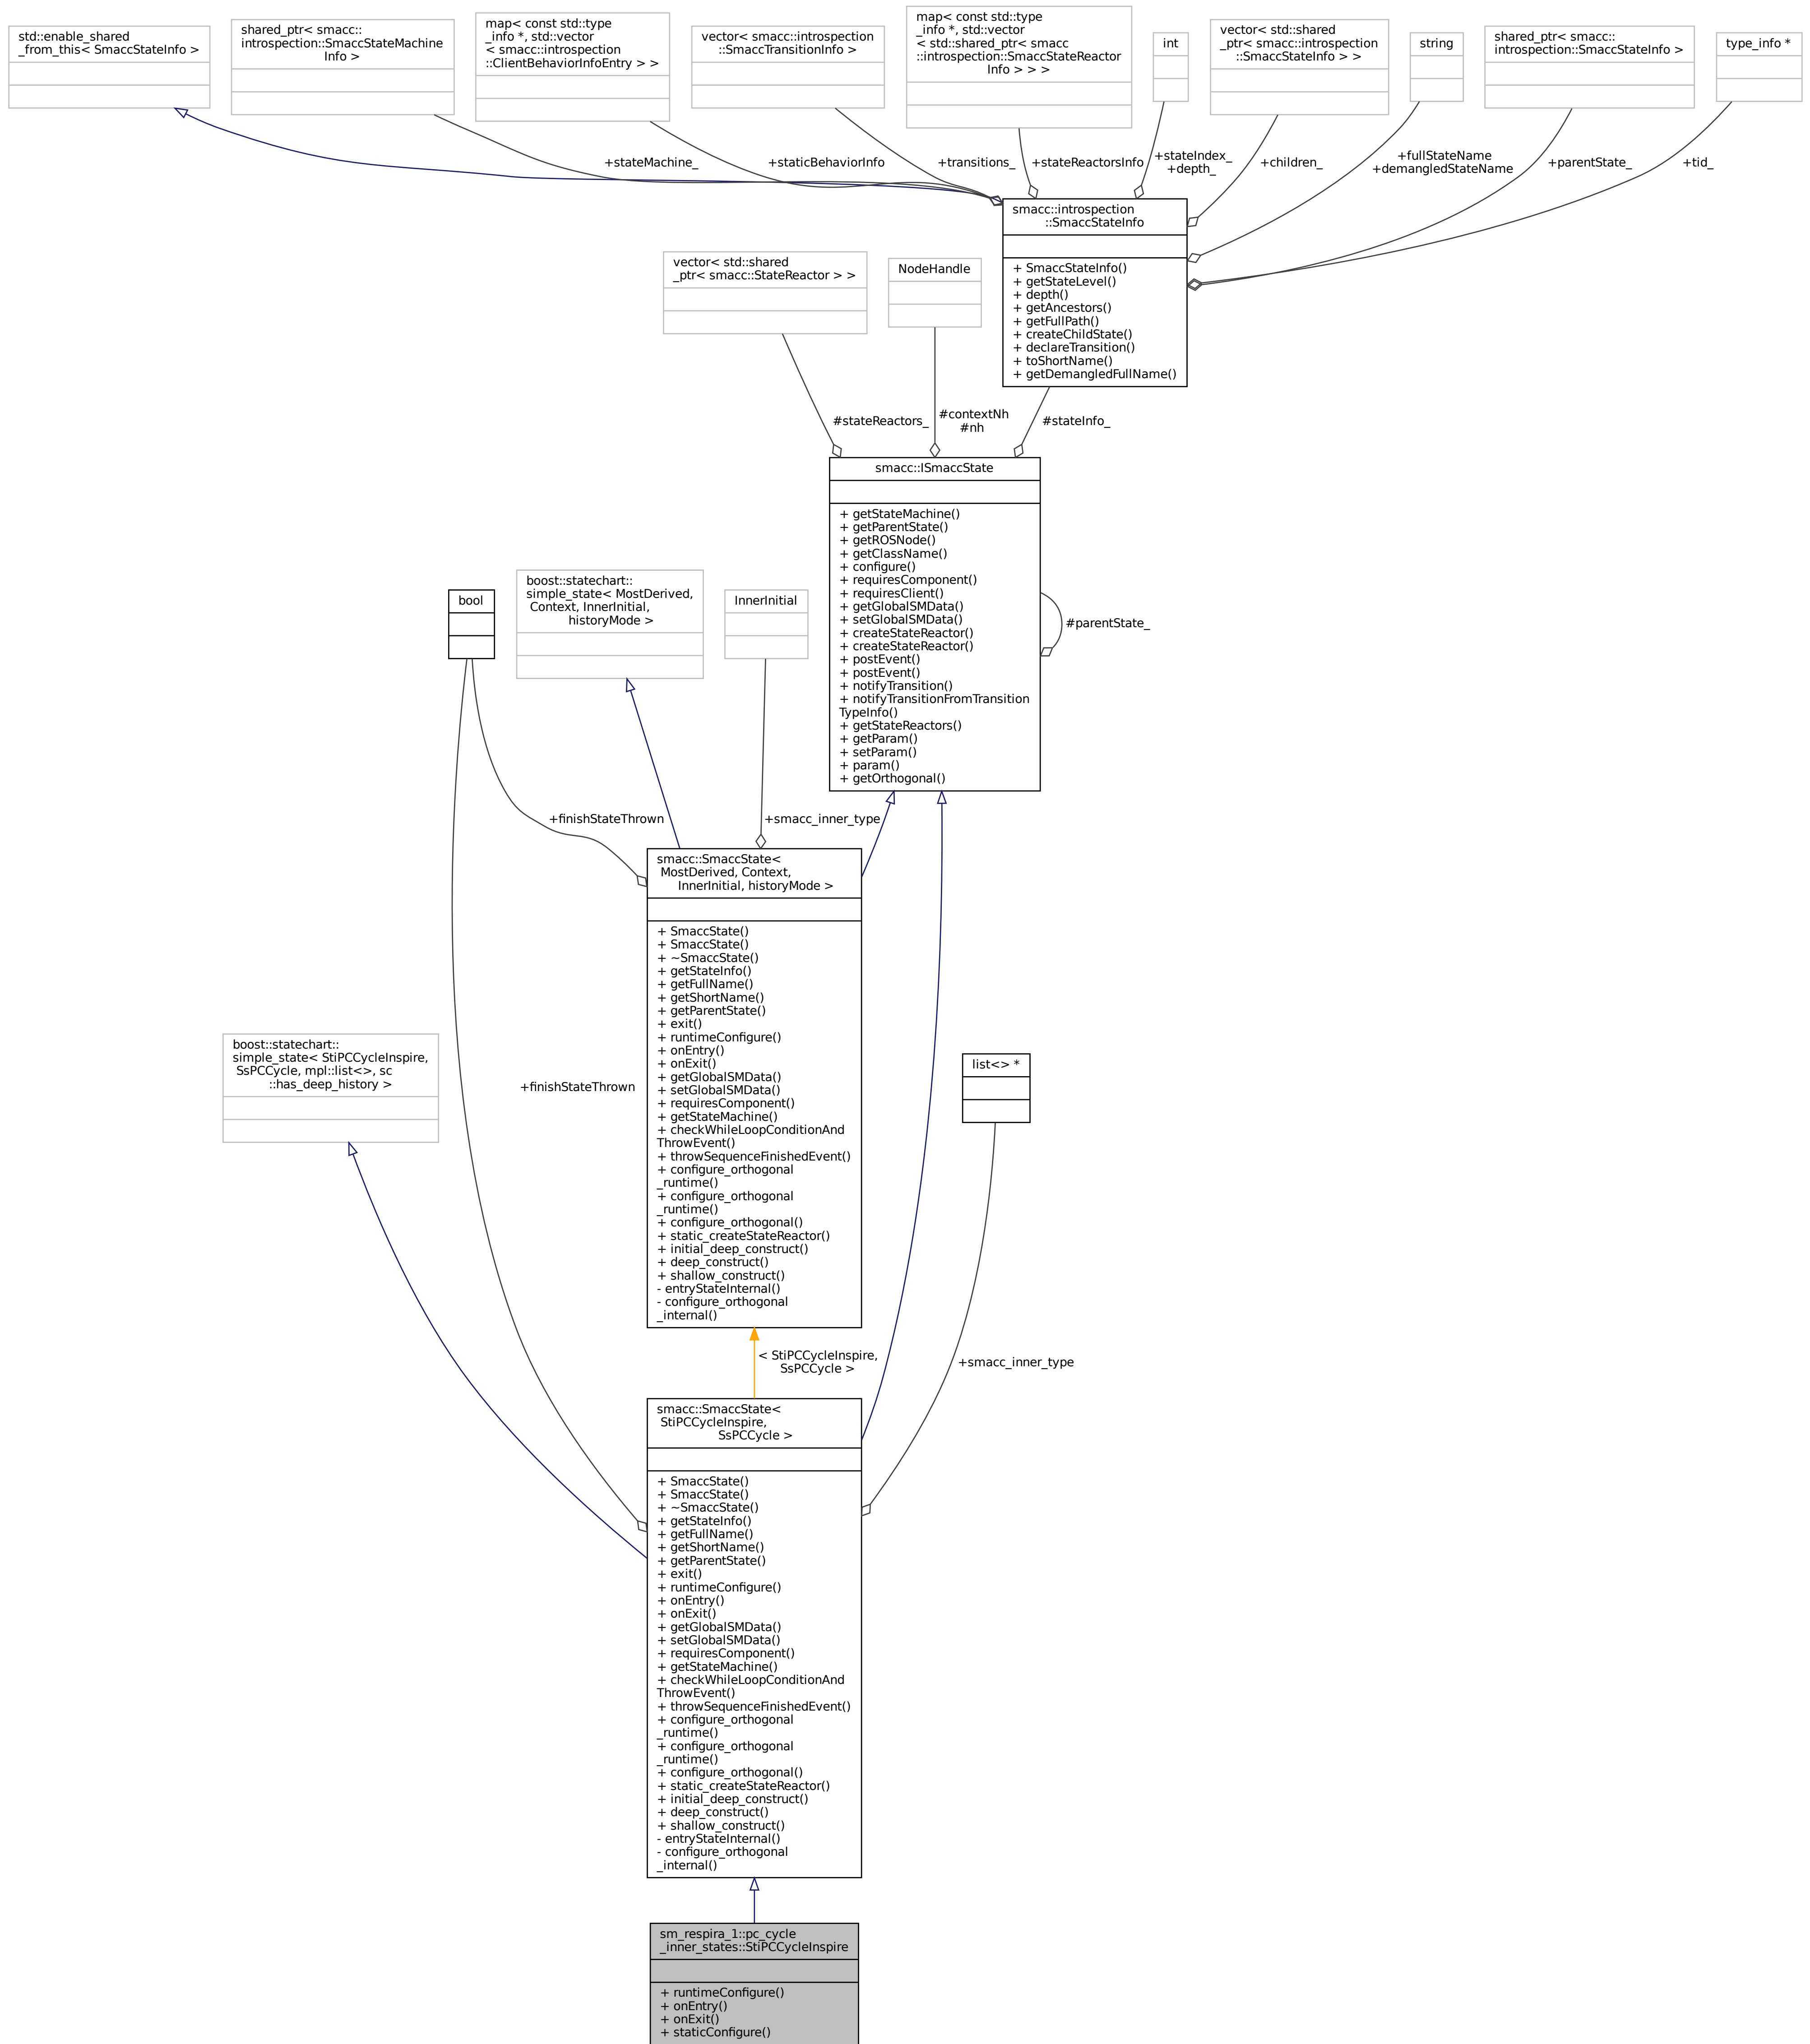 std::enable_shared
_from_this< SmaccStateInfo >
shared_ptr< smacc::
introspection::SmaccStateMachine
Info >
map< const std::type
_info *, std::vector
< smacc::introspection
::ClientBehaviorInfoEntry > >
vector< smacc::introspection
::SmaccTransitionInfo >
map< const std::type
_info *, std::vector
< std::shared_ptr< smacc
::introspection::SmaccStateReactor
Info > > >
int
vector< std::shared
_ptr< smacc::introspection
::SmaccStateInfo > >
string
shared_ptr< smacc::
introspection::SmaccStateInfo >
type_info *
+stateMachine_
+staticBehaviorInfo
+transitions_
+stateReactorsInfo
+stateIndex_
+depth_
+children_
+fullStateName
+demangledStateName
+parentState_
+tid_
smacc::introspection
::SmaccStateInfo
+ SmaccStateInfo()
+ getStateLevel()
+ depth()
+ getAncestors()
+ getFullPath()
+ createChildState()
+ declareTransition()
+ toShortName()
+ getDemangledFullName()
vector< std::shared
_ptr< smacc::StateReactor > >
NodeHandle
#stateReactors_
#contextNh
#nh
#stateInfo_
smacc::ISmaccState
+ getStateMachine()
+ getParentState()
+ getROSNode()
+ getClassName()
+ configure()
+ requiresComponent()
+ requiresClient()
+ getGlobalSMData()
+ setGlobalSMData()
+ createStateReactor()
+ createStateReactor()
+ postEvent()
+ postEvent()
+ notifyTransition()
+ notifyTransitionFromTransition
TypeInfo()
+ getStateReactors()
+ getParam()
+ setParam()
+ param()
+ getOrthogonal()
#parentState_
bool
boost::statechart::
simple_state< MostDerived,
Context, InnerInitial,
historyMode >
InnerInitial
+finishStateThrown
+smacc_inner_type
smacc::SmaccState<
MostDerived, Context,
InnerInitial, historyMode >
+ SmaccState()
+ SmaccState()
+ ~SmaccState()
+ getStateInfo()
+ getFullName()
+ getShortName()
+ getParentState()
+ exit()
+ runtimeConfigure()
+ onEntry()
+ onExit()
+ getGlobalSMData()
+ setGlobalSMData()
+ requiresComponent()
+ getStateMachine()
+ checkWhileLoopConditionAnd
ThrowEvent()
+ throwSequenceFinishedEvent()
+ configure_orthogonal
_runtime()
+ configure_orthogonal
_runtime()
+ configure_orthogonal()
+ static_createStateReactor()
+ initial_deep_construct()
+ deep_construct()
+ shallow_construct()
- entryStateInternal()
- configure_orthogonal
_internal()
boost::statechart::
simple_state< StiPCCycleInspire,
SsPCCycle, mpl::list<>, sc
::has_deep_history >
+finishStateThrown
list<> *
< StiPCCycleInspire,
SsPCCycle >
+smacc_inner_type
smacc::SmaccState<
StiPCCycleInspire,
SsPCCycle >
+ SmaccState()
+ SmaccState()
+ ~SmaccState()
+ getStateInfo()
+ getFullName()
+ getShortName()
+ getParentState()
+ exit()
+ runtimeConfigure()
+ onEntry()
+ onExit()
+ getGlobalSMData()
+ setGlobalSMData()
+ requiresComponent()
+ getStateMachine()
+ checkWhileLoopConditionAnd
ThrowEvent()
+ throwSequenceFinishedEvent()
+ configure_orthogonal
_runtime()
+ configure_orthogonal
_runtime()
+ configure_orthogonal()
+ static_createStateReactor()
+ initial_deep_construct()
+ deep_construct()
+ shallow_construct()
- entryStateInternal()
- configure_orthogonal
_internal()
sm_respira_1::pc_cycle
_inner_states::StiPCCycleInspire
+ runtimeConfigure()
+ onEntry()
+ onExit()
+ staticConfigure()